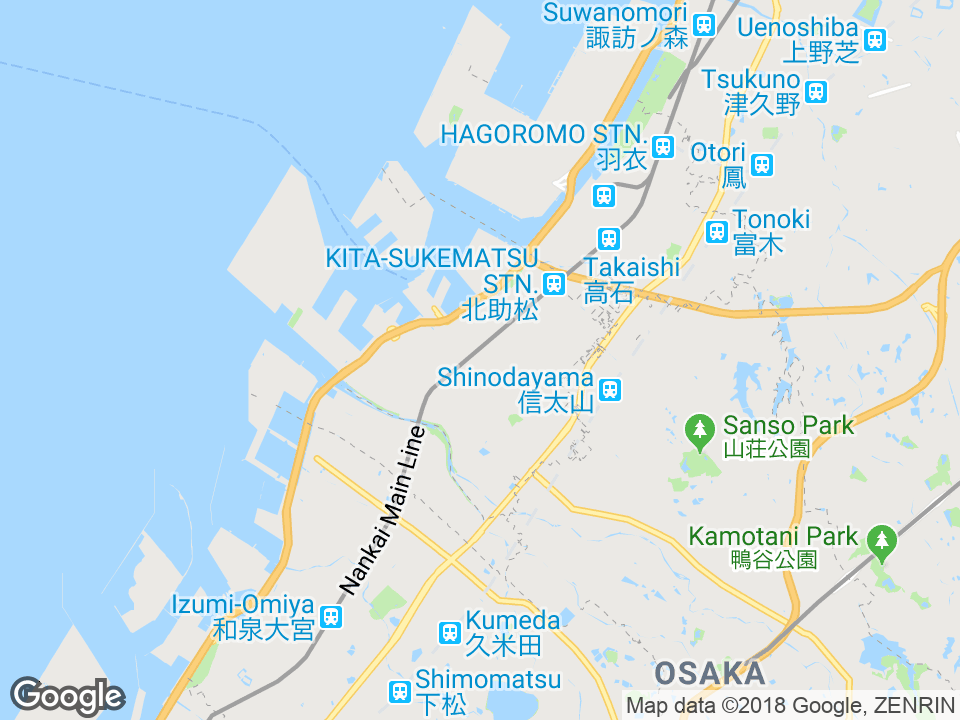 Suwanomori
諏訪ノ森
Uenoshiba
上野芝
Tsukuno
津久野
HAGOROMO STN.
羽衣
Otori
鳳
Tonoki
富木
KITA-SUKEMATSU
STN.
北助松
Takaishi
高石
Shinodayama
信太山
Sanso Park
山荘公園
Nankai Main Line
Kamotani Park
鴨谷公園
Izumi-Omiya
和泉大宮
Kumeda
久米田
Shimomatsu
下松
OSAKA
Google
Map data ©2018 Google, ZENRIN